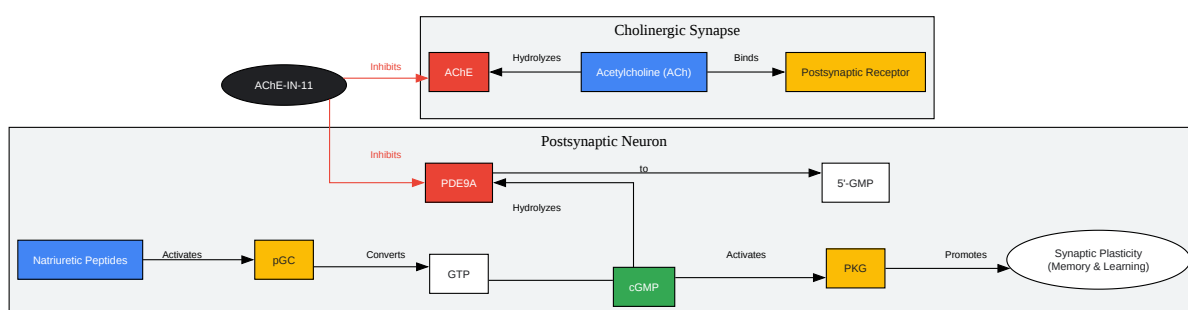 Cholinergic Synapse
Inhibits
AChE
Hydrolyzes
Acetylcholine (ACh)
Binds
Postsynaptic Receptor
AChE-IN-11
Postsynaptic Neuron
Inhibits
PDE9A
to
5'-GMP
Hydrolyzes
Natriuretic Peptides
Activates
pGC
Converts
GTP
cGMP
Activates
PKG
Promotes
Synaptic Plasticity
(Memory & Learning)